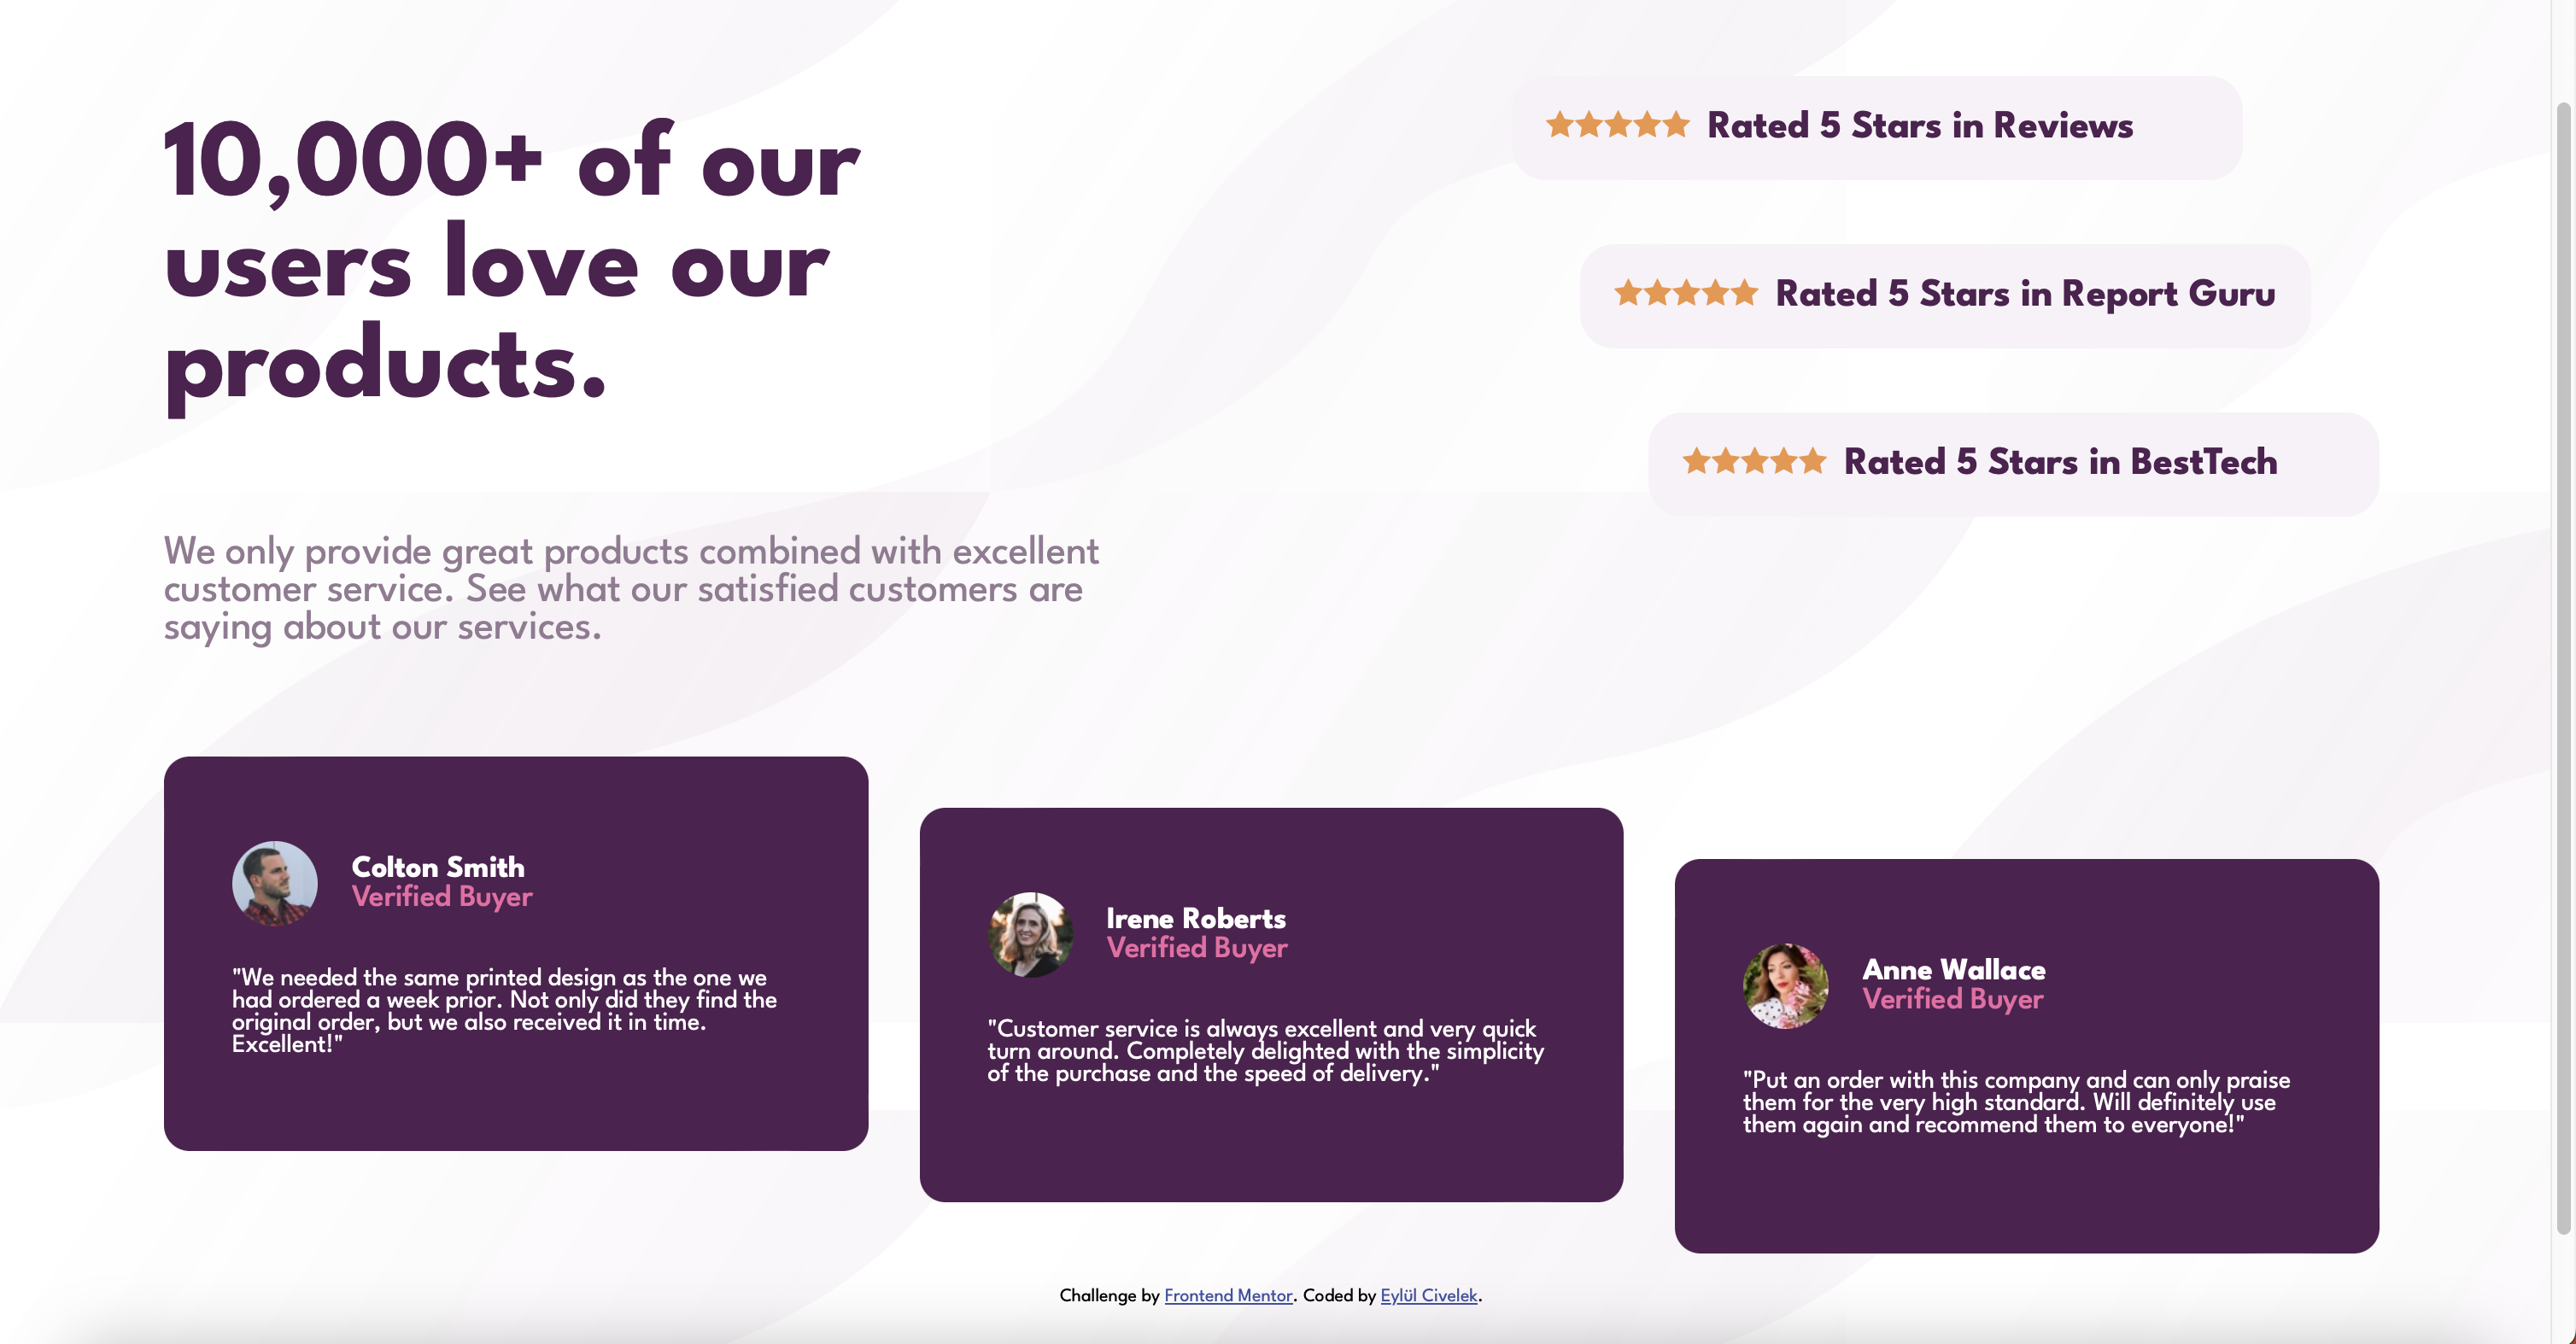 10,000+ of our
users love our
products.
We only provide great products combined with excellent
customer service. See what our satisfied customers are
saying about our services.
Rated 5 Stars in Reviews
Rated 5 Stars in Report Guru
Rated 5 Stars in BestTech
Colton Smith
Verified Buyer
"We needed the same printed design as the one we
had ordered a week prior. Not only did they find the
original order, but we also received it in time.
Excellent!"
Irene Roberts
Verified Buyer
"Customer service is always excellent and very quick
turn around. Completely delighted with the simplicity
of the purchase and the speed of delivery."
Anne Wallace
Verified Buyer
"Put an order with this company and can only praise
them for the very high standard. Will definitely use
them again and recommend them to everyone!"
Challenge by Frontend Mentor. Coded by Eylül Civelek.